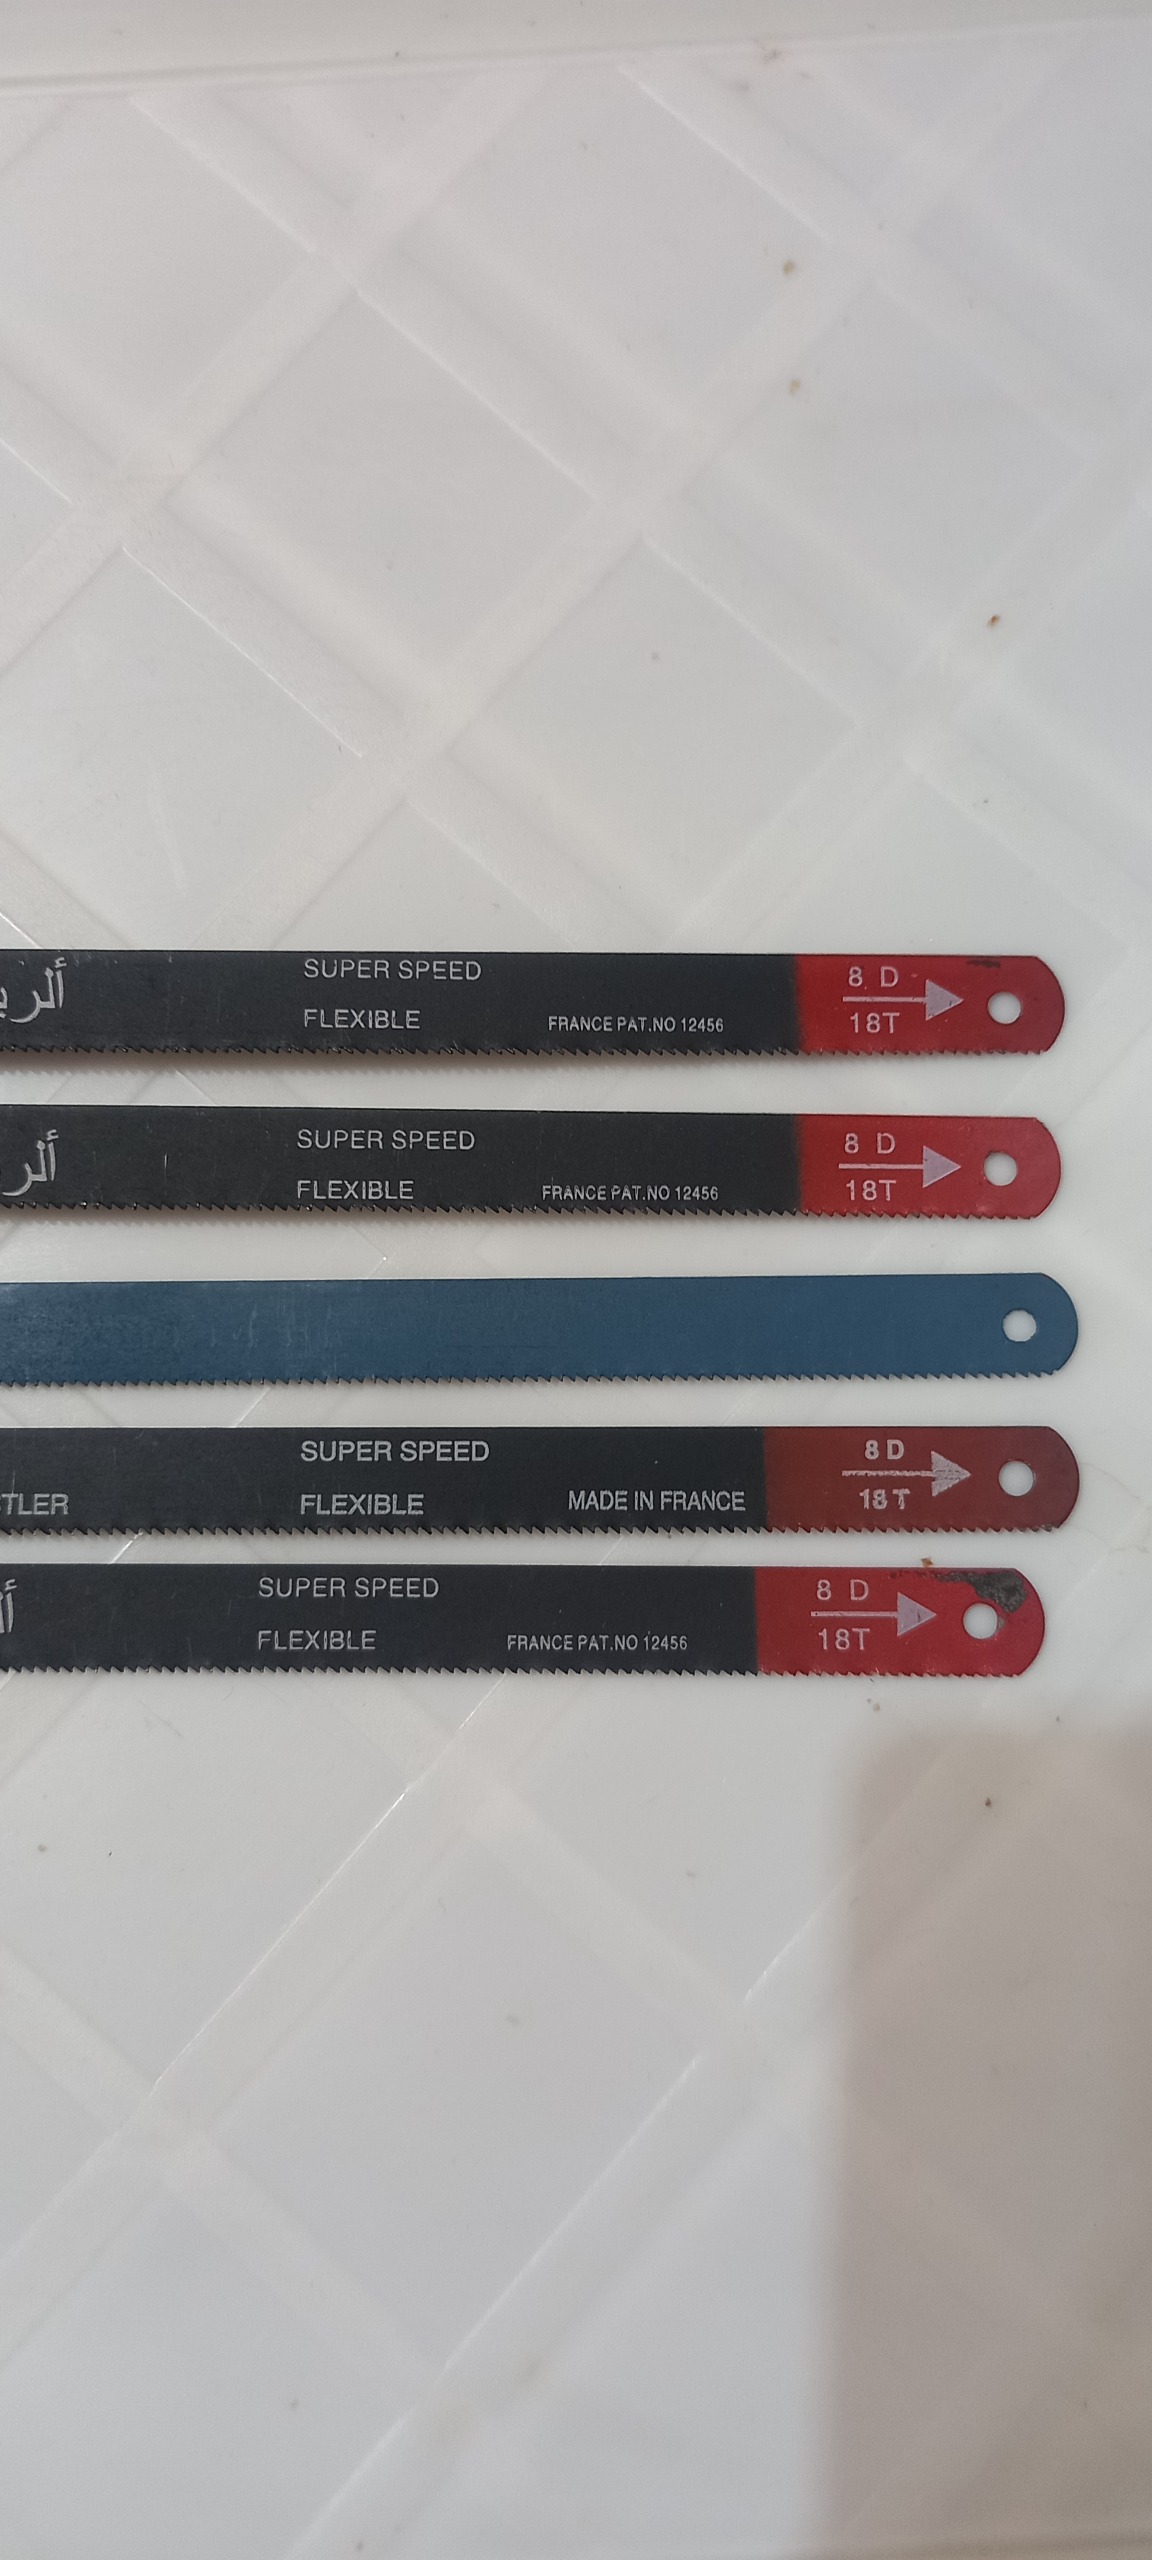 SUPER SPEED
FLEXIBLE
FRANCE PAT.NO 12456
8 D
18T
SUPER SPEED
FLEXIBLE
FRANCE PAT.NO 12456
8 D
18T
SUPER SPEED
FLEXIBLE
MADE IN FRANCE
8 D
18 T
SUPER SPEED
FLEXIBLE
FRANCE PAT.NO 12456
8 D
18T